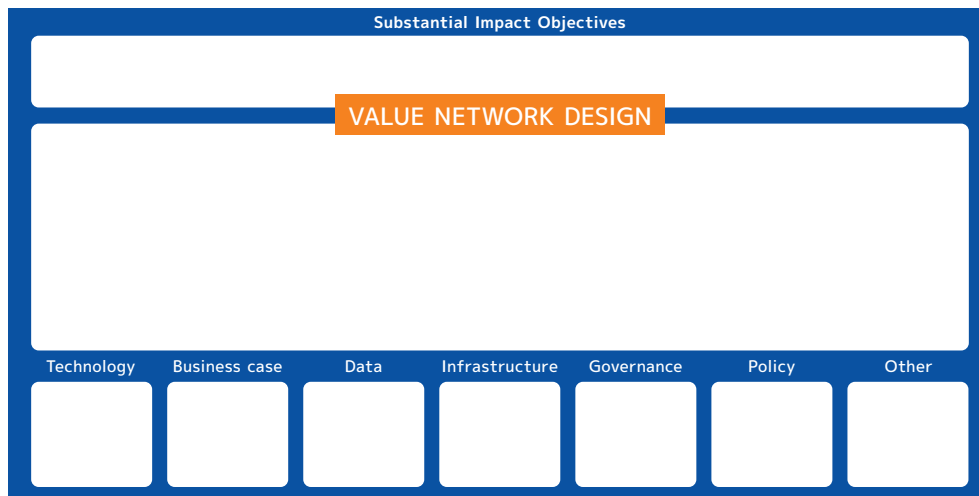 Substantial Impact Objectives
VALUE NETWORK DESIGN
Technology
Business case
Data
Infrastructure
Governance
Policy
Other